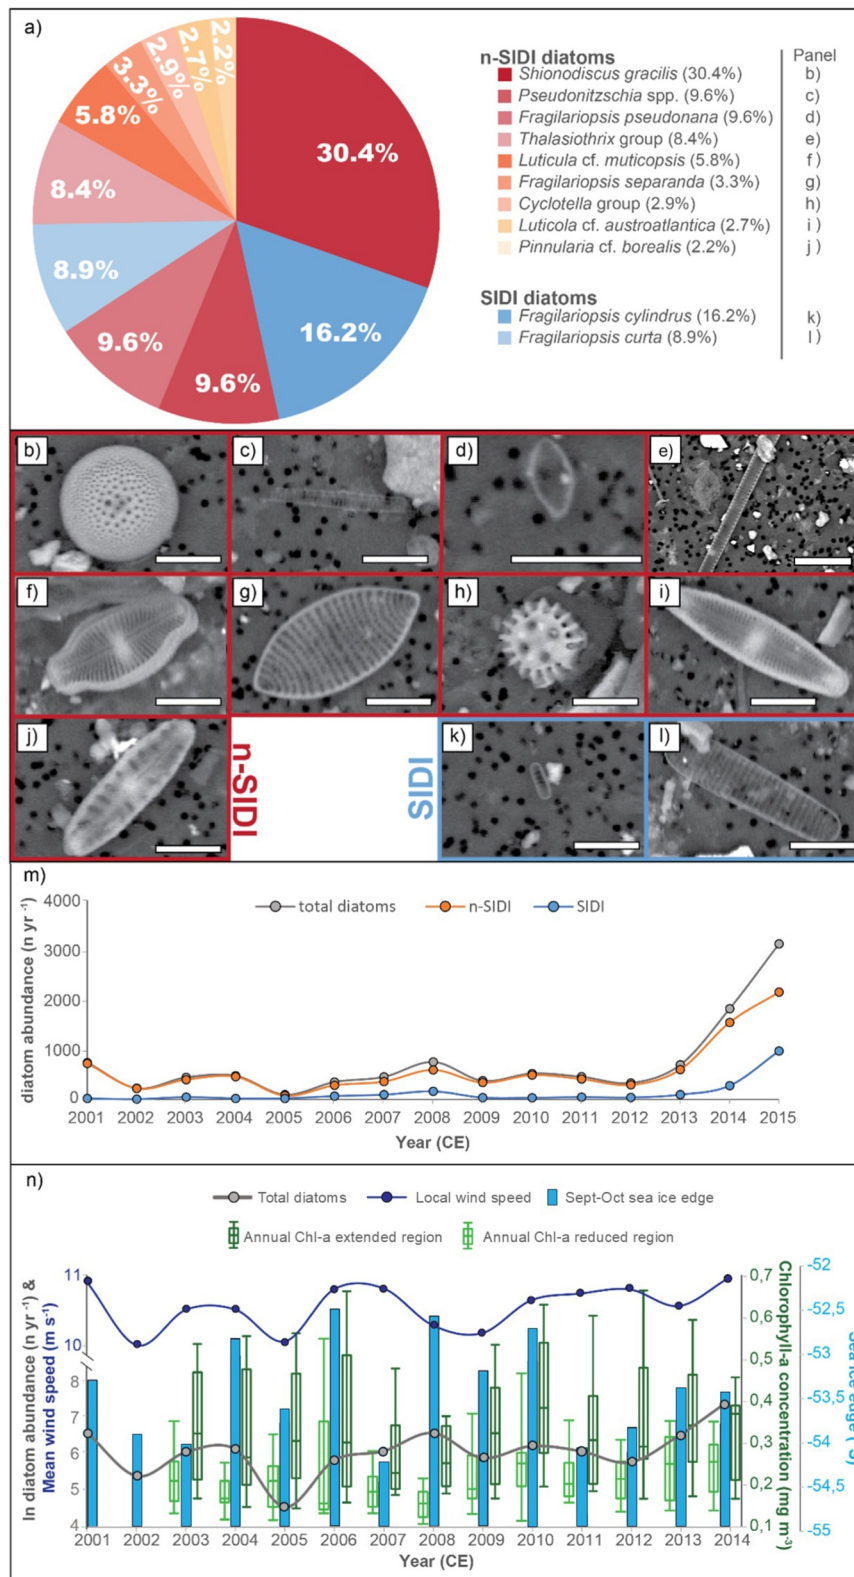 a)
2.2%
2.7%
2.9%
3.3%
5.8%
8.4%
8.9%
9.6%
9.6%
16.2%
30.4%
n-SIDI diatoms Panel
Shionodiscus gracilis (30.4%) b)
Pseudonitzschia spp. (9.6%) c)
Fragilariopsis pseudonana (9.6%) d)
Thalasiothrix group (8.4%) e)
Luticula cf. muticopsis (5.8%) f)
Fragilariopsis separanda (3.3%) g)
Cyclotella group (2.9%) h)
Luticola cf. austroatlantica (2.7%) i)
Pinnularia cf. borealis (2.2%) j)
SIDI diatoms
Fragilariopsis cylindrus (16.2%) k)
Fragilariopsis curta (8.9%) l)
b) c) d) e)
f) g) h) i)
j) n-SIDI SIDI k) l)
m)
total diatoms n-SIDI SIDI
diatom abundance (n yr ⁻¹)
4000
3000
2000
1000
0
2001 2002 2003 2004 2005 2006 2007 2008 2009 2010 2011 2012 2013 2014 2015
Year (CE)
n)
Total diatoms Local wind speed Sept-Oct sea ice edge
Annual Chl-a extended region Annual Chl-a reduced region
ln diatom abundance (n yr ⁻¹) &
Mean wind speed (m s⁻¹)
11
10
8
7
6
5
4
2001 2002 2003 2004 2005 2006 2007 2008 2009 2010 2011 2012 2013 2014
Year (CE)
0,7
0,6
0,5
0,4
0,3
0,2
0,1
Chlorophyll-a concentration (mg m⁻³)
-52
-52,5
-53
-53,5
-54
-54,5
-55
Sea ice edge (°S)